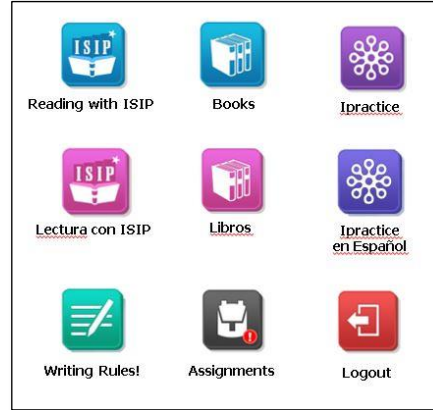 ISIP
Reading with ISIP
Books
Ipractice
ISIP
Lectura con ISIP
Libros
Ipractice
en Español
Writing Rules!
!
Assignments
Logout